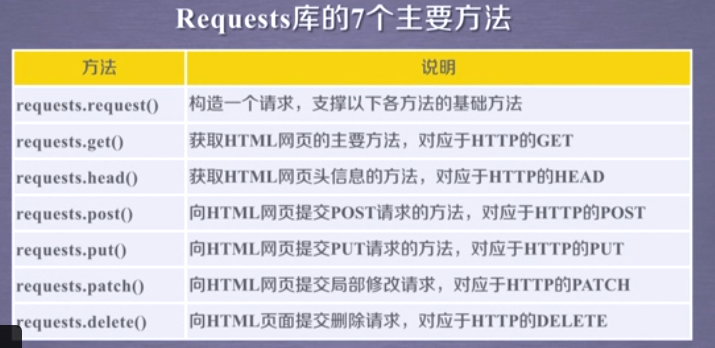 Requests库的7个主要方法
方法 说明
requests.request() 构造一个请求，支撑以下各方法的基础方法
requests.get() 获取HTML网页的主要方法，对应于HTTP的GET
requests.head() 获取HTML网页头信息的方法，对应于HTTP的HEAD
requests.post() 向HTML网页提交POST请求的方法，对应于HTTP的POST
requests.put() 向HTML网页提交PUT请求的方法，对应于HTTP的PUT
requests.patch() 向HTML网页提交局部修改请求，对应于HTTP的PATCH
requests.delete() 向HTML页面提交删除请求，对应于HTTP的DELETE